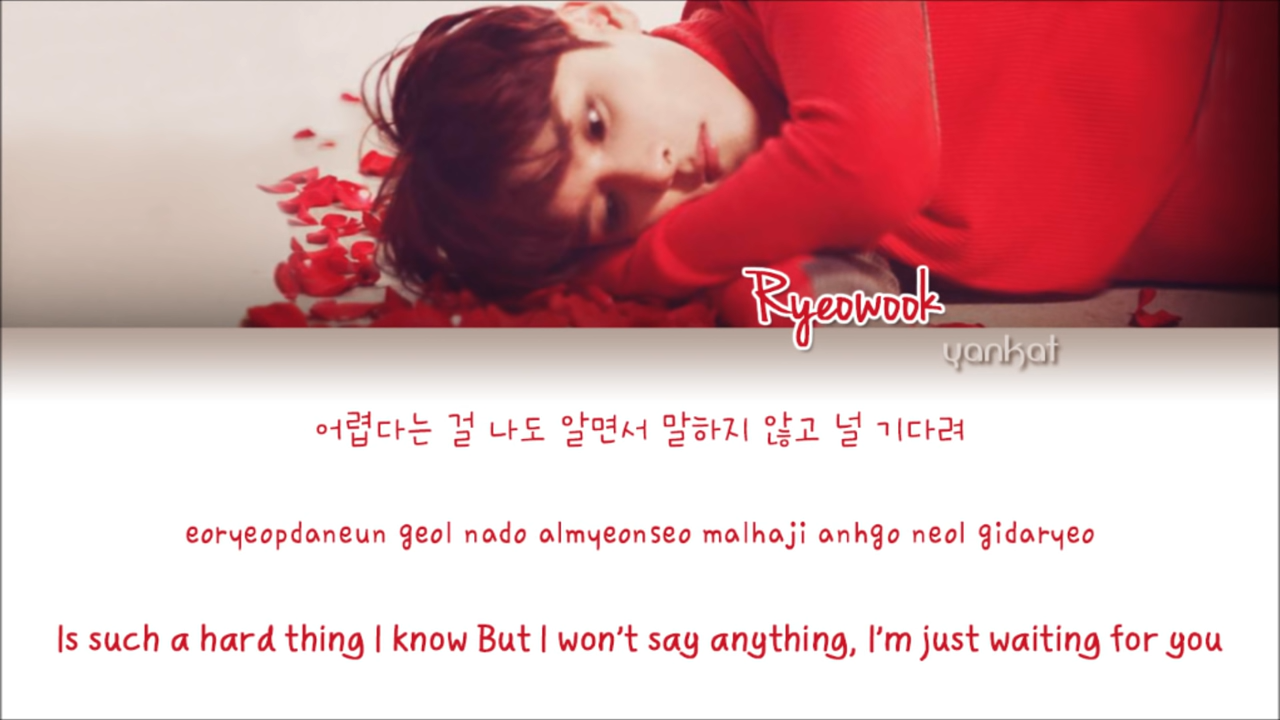 Ryeowook
yankat
어렵다는 걸 나도 알면서 말하지 않고 널 기다려
eoryeopdaneun geol nado almyeonseo malhaji anhgo neol gidaryeo
Is such a hard thing I know But I won't say anything, I'm just waiting for you